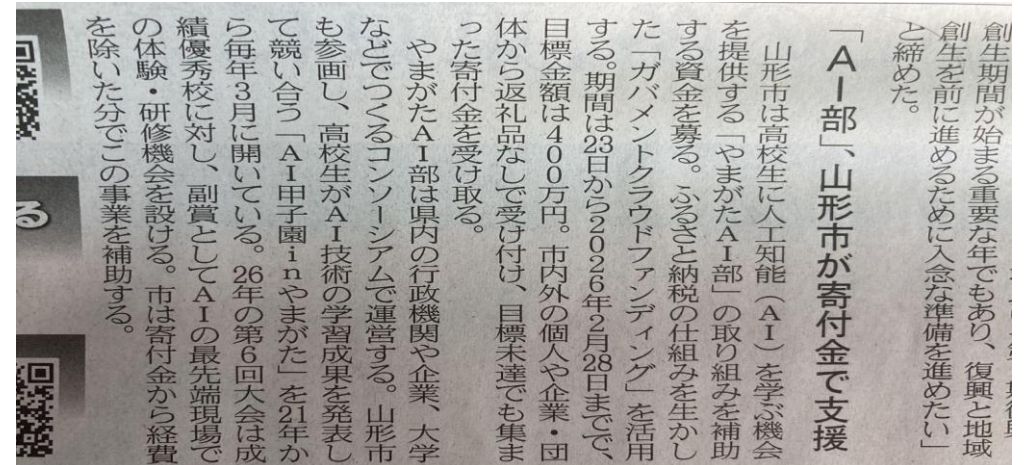 創生期間が始まる重要な年でもあり、復興と地域
創生を前に進めるために入念な準備を進めたい」
と締めた。
「AI部」、山形市が寄付金で支援
　山形市は高校生に人工知能（AI）を学ぶ機会
を提供する「やまがたAI部」の取り組みを補助
する資金を募る。ふるさと納税の仕組みを生かし
た「ガバメントクラウドファンディング」を活用
する。期間は23日から2026年2月28日までで、
目標金額は400万円。市内外の個人や企業・団
体から返礼品なしで受け付け、目標未達でも集ま
った寄付金を受け取る。
　やまがたAI部は県内の行政機関や企業、大学
などでつくるコンソーシアムで運営する。山形市
も参画し、高校生がAI技術の学習成果を発表し
て競い合う「AI甲子園inやまがた」を21年か
ら毎年3月に開いている。26年の第6回大会は成
績優秀校に対し、副賞としてAIの最先端現場で
の体験・研修機会を設ける。市は寄付金から経費
を除いた分でこの事業を補助する。
る